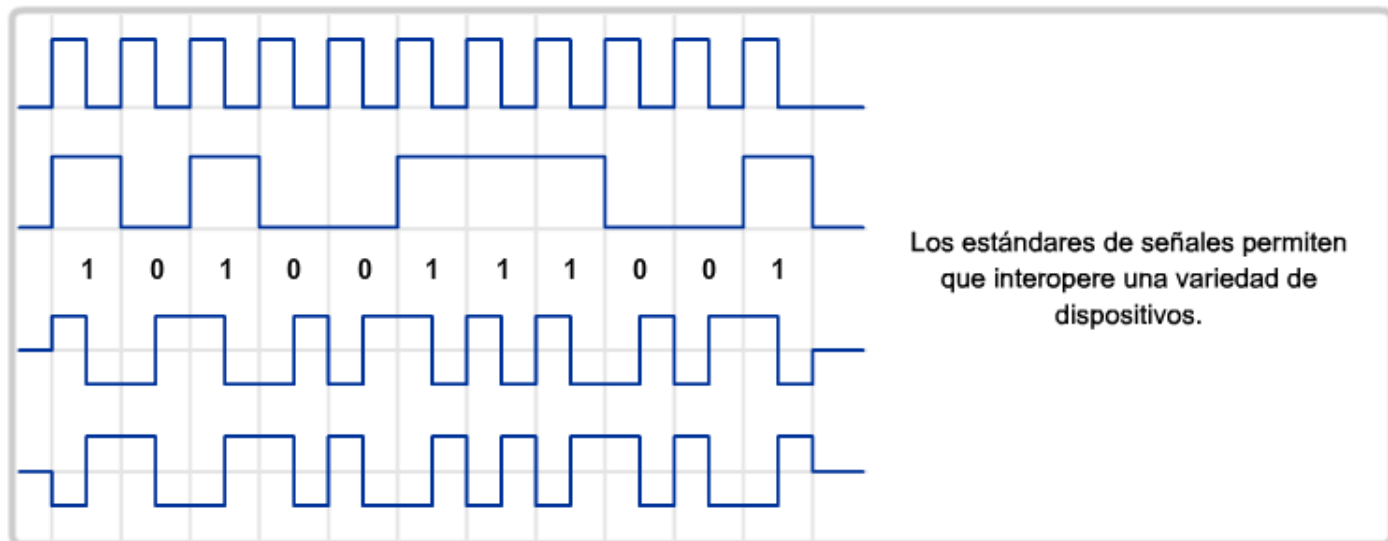 1 0 1 0 0 1 1 1 0 0 1
Los estándares de señales permiten
que interopere una variedad de
dispositivos.